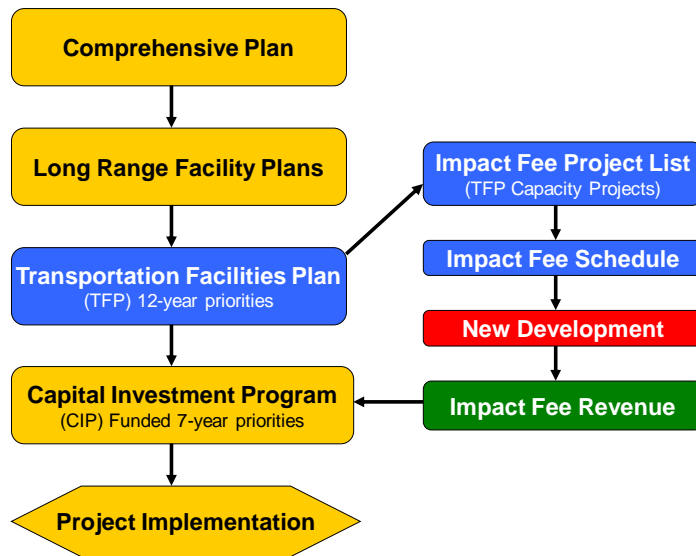 Comprehensive Plan
Long Range Facility Plans
Transportation Facilities Plan
(TFP) 12-year priorities
Capital Investment Program
(CIP) Funded 7-year priorities
Project Implementation
Impact Fee Project List
(TFP Capacity Projects)
Impact Fee Schedule
New Development
Impact Fee Revenue